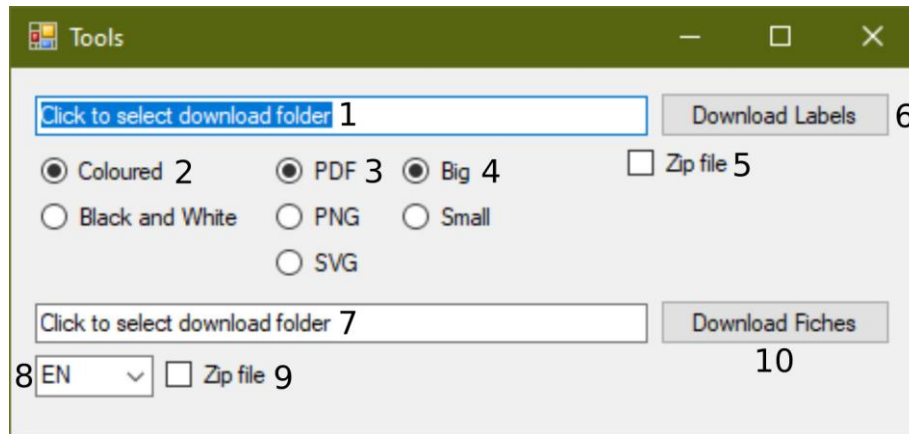 Tools
Click to select download folder 1 Download Labels 6
Coloured 2 PDF 3 Big 4 Zip file 5
Black and White PNG Small
SVG
Click to select download folder 7 Download Fiches
10
8 EN Zip file 9